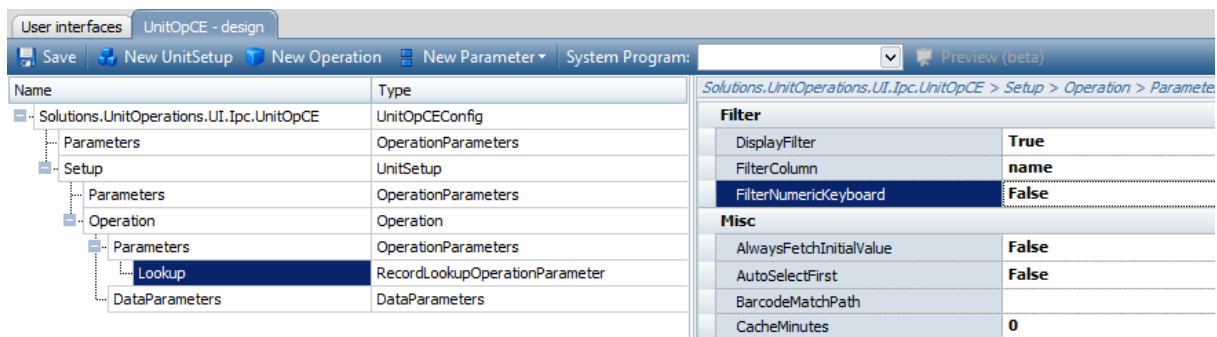 User interfaces UnitOpCE - design
Save New UnitSetup New Operation New Parameter System Program: Preview (beta)
Name Type Solutions.UnitOperations.UI.Ipc.UnitOpCE > Setup > Operation > Paramete
Solutions.UnitOperations.UI.Ipc.UnitOpCE UnitOpCEConfig Filter
Parameters OperationParameters DisplayFilter True
Setup UnitSetup FilterColumn name
Parameters OperationParameters FilterNumericKeyboard False
Operation Operation Misc
Parameters OperationParameters AlwaysFetchInitialValue False
Lookup RecordLookupOperationParameter AutoSelectFirst False
DataParameters DataParameters BarcodeMatchPath
CacheMinutes 0